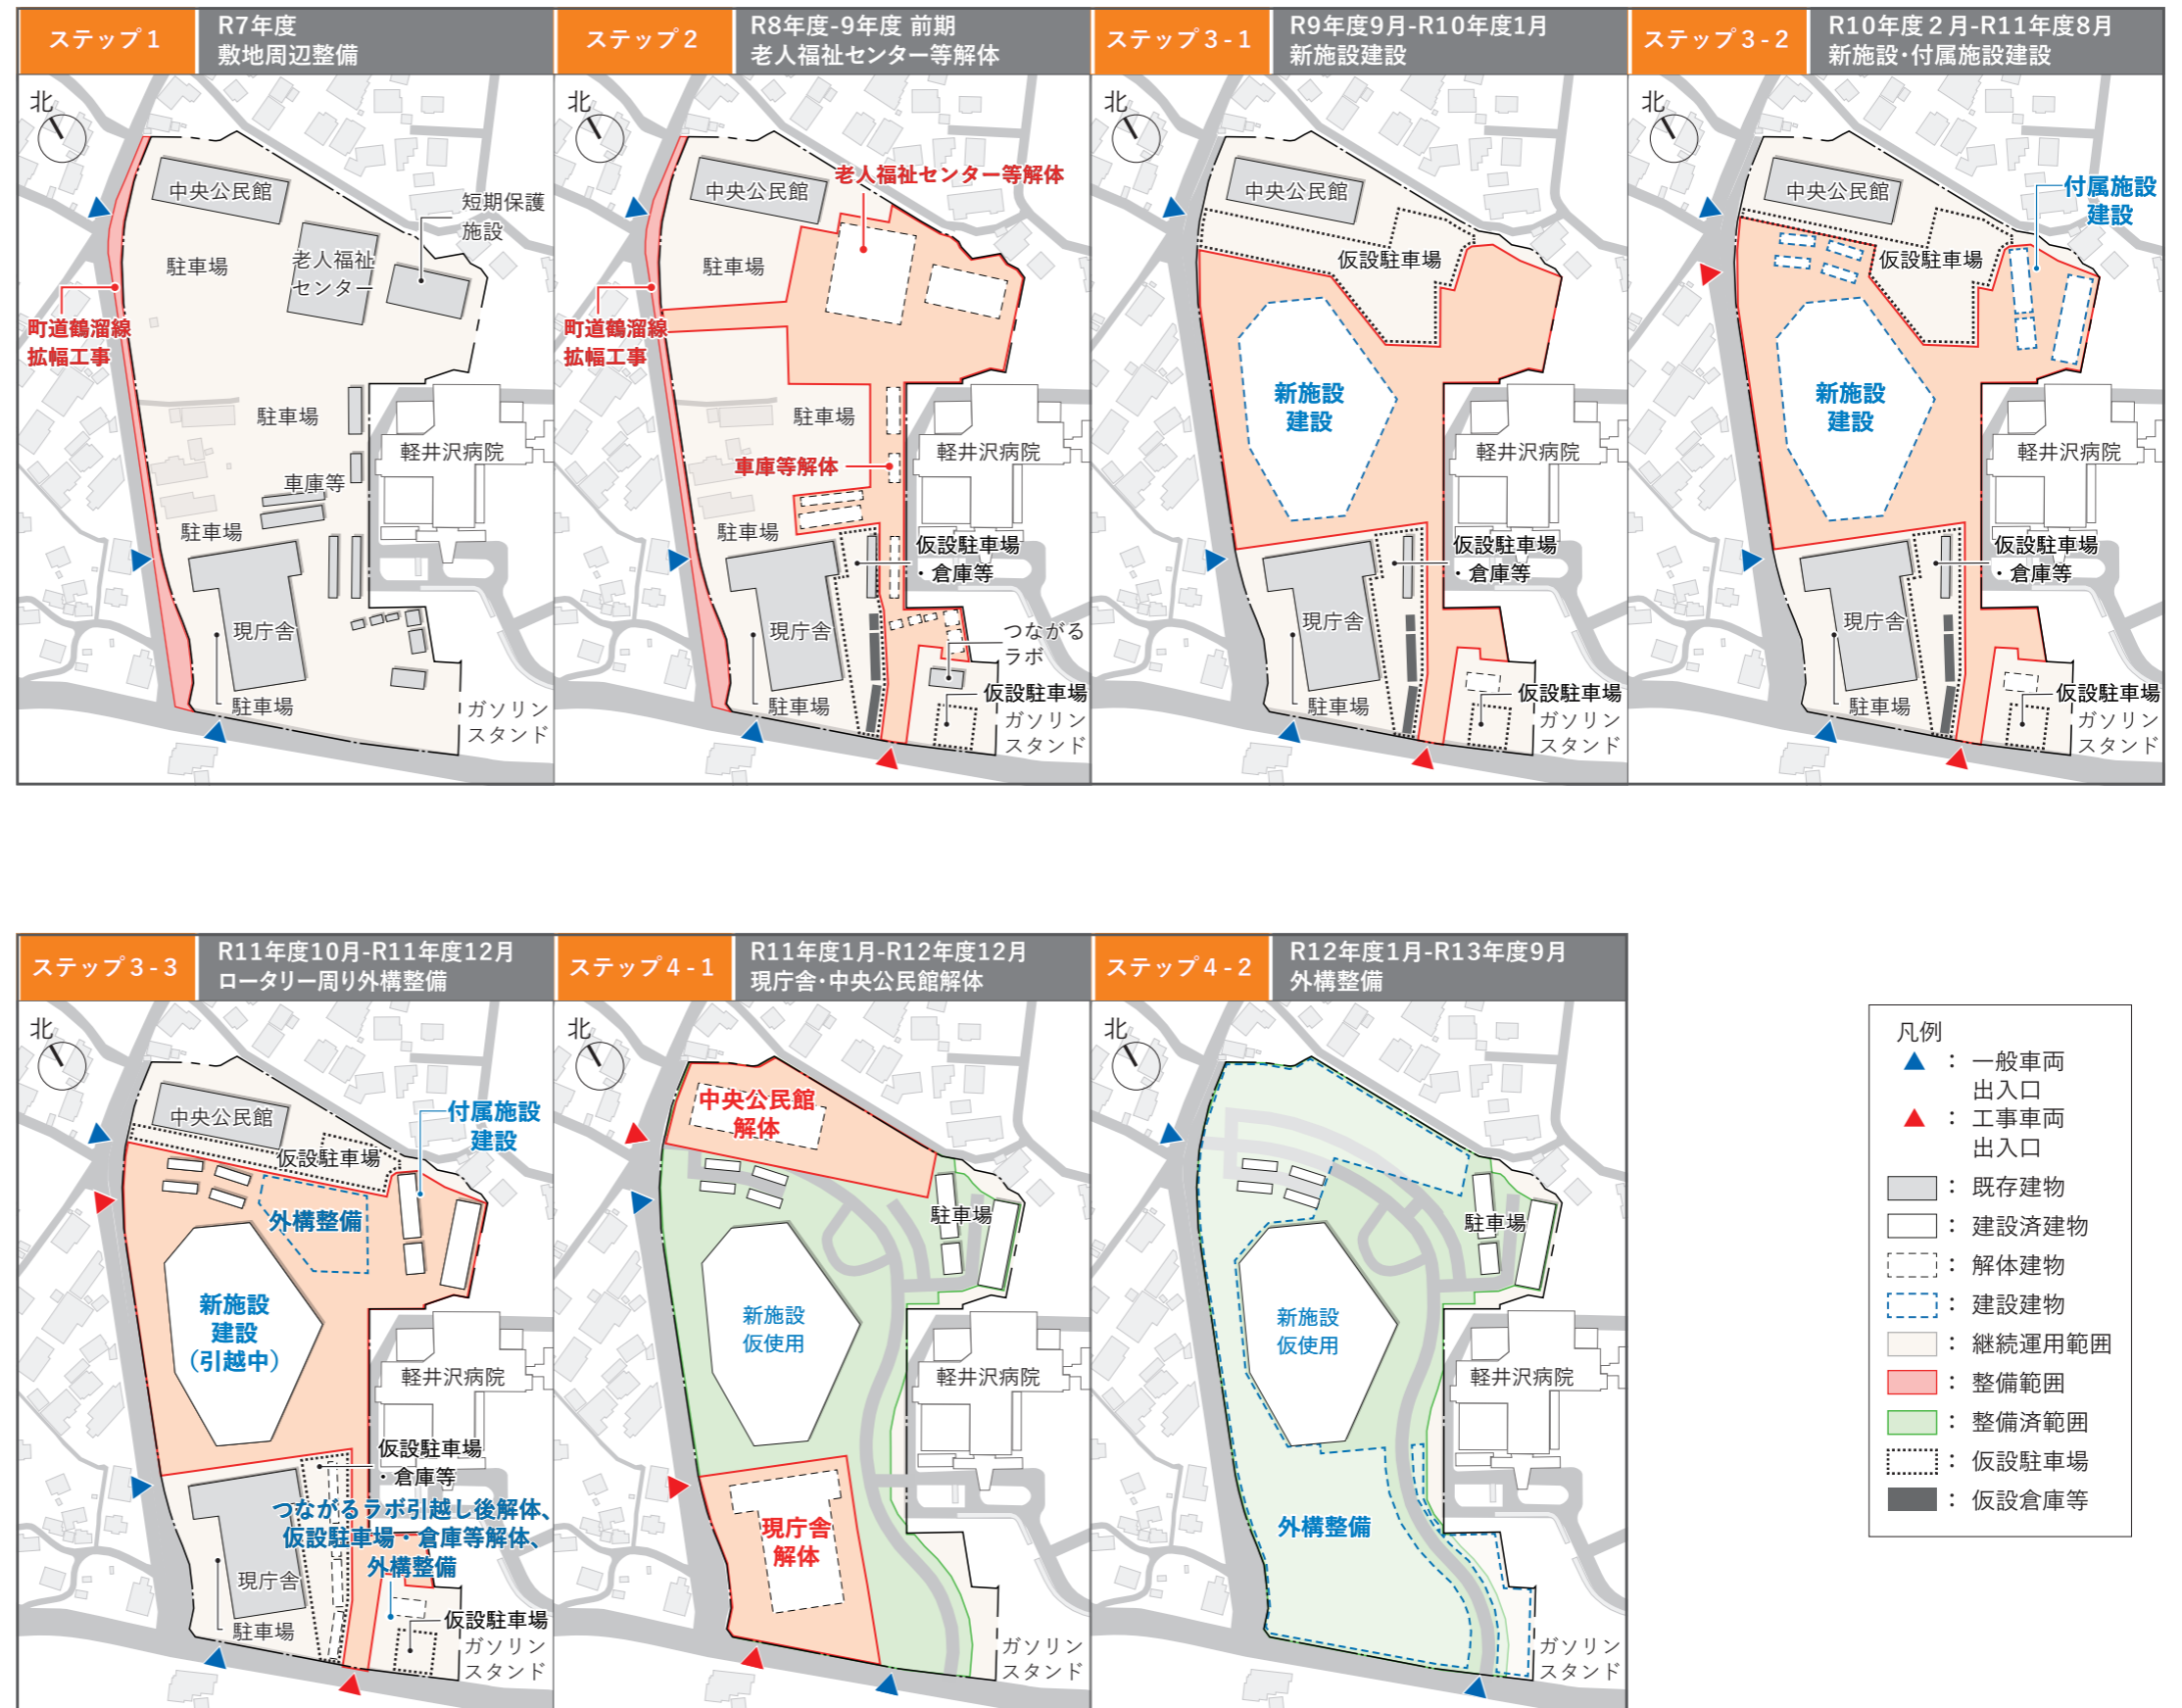 ステップ1
R7年度
敷地周辺整備
北
中央公民館
短期保護
施設
老人福祉
センター
駐車場
町道鶴溜線
拡幅工事
駐車場
軽井沢病院
車庫等
駐車場
現庁舎
駐車場
ガソリン
スタンド
ステップ2
R8年度-9年度 前期
老人福祉センター等解体
北
老人福祉センター等解体
中央公民館
駐車場
町道鶴溜線
拡幅工事
駐車場
軽井沢病院
車庫等解体
駐車場
仮設駐車場
・倉庫等
現庁舎
つながる
ラボ
仮設駐車場
駐車場
ガソリン
スタンド
ステップ3-1
R9年度9月-R10年度1月
新施設建設
北
中央公民館
仮設駐車場
新施設
建設
軽井沢病院
仮設駐車場
・倉庫等
現庁舎
仮設駐車場
駐車場
ガソリン
スタンド
ステップ3-2
R10年度2月-R11年度8月
新施設・付属施設建設
北
中央公民館
付属施設
建設
仮設駐車場
新施設
建設
軽井沢病院
仮設駐車場
・倉庫等
現庁舎
仮設駐車場
駐車場
ガソリン
スタンド
ステップ3-3
R11年度10月-R11年度12月
ロータリー周り外構整備
北
中央公民館
付属施設
建設
仮設駐車場
外構整備
新施設
建設
（引越中）
軽井沢病院
仮設駐車場
・倉庫等
つながるラボ引越し後解体、
仮設駐車場・倉庫等解体、
外構整備
現庁舎
仮設駐車場
駐車場
ガソリン
スタンド
ステップ4-1
R11年度1月-R12年度12月
現庁舎・中央公民館解体
北
中央公民館
解体
駐車場
新施設
仮使用
軽井沢病院
現庁舎
解体
ガソリン
スタンド
ステップ4-2
R12年度1月-R13年度9月
外構整備
北
駐車場
新施設
仮使用
軽井沢病院
外構整備
ガソリン
スタンド
凡例
： 一般車両
出入口
： 工事車両
出入口
： 既存建物
： 建設済建物
： 解体建物
： 建設建物
： 継続運用範囲
： 整備範囲
： 整備済範囲
： 仮設駐車場
： 仮設倉庫等